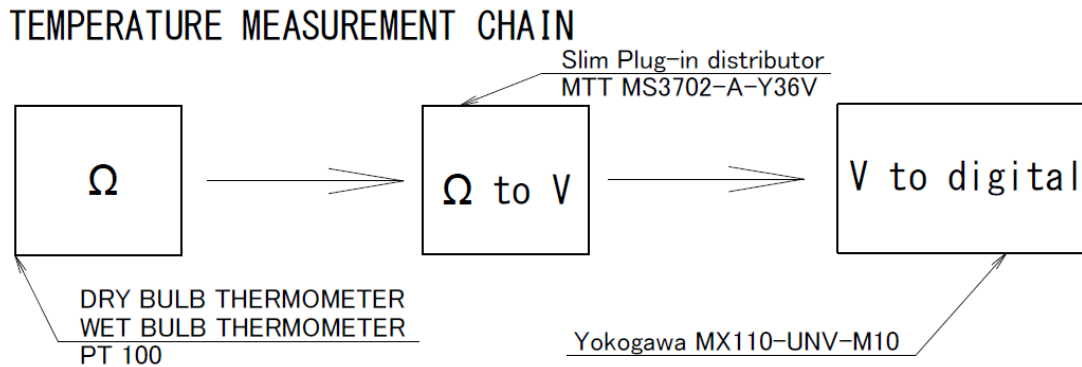 TEMPERATURE MEASUREMENT CHAIN
Slim Plug-in distributor
MTT MS3702-A-Y36V
Ω
Ω to V
V to digital
DRY BULB THERMOMETER
WET BULB THERMOMETER
PT 100
Yokogawa MX110-UNV-M10